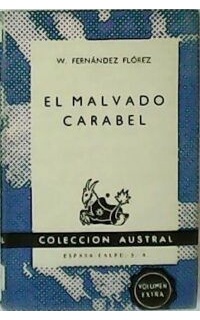 W. FERNÁNDEZ FLÓREZ
EL MALVADO
CARABEL
COLECCION AUSTRAL
ESPASA CALPE. S. A.
VOLUMEN
EXTRA